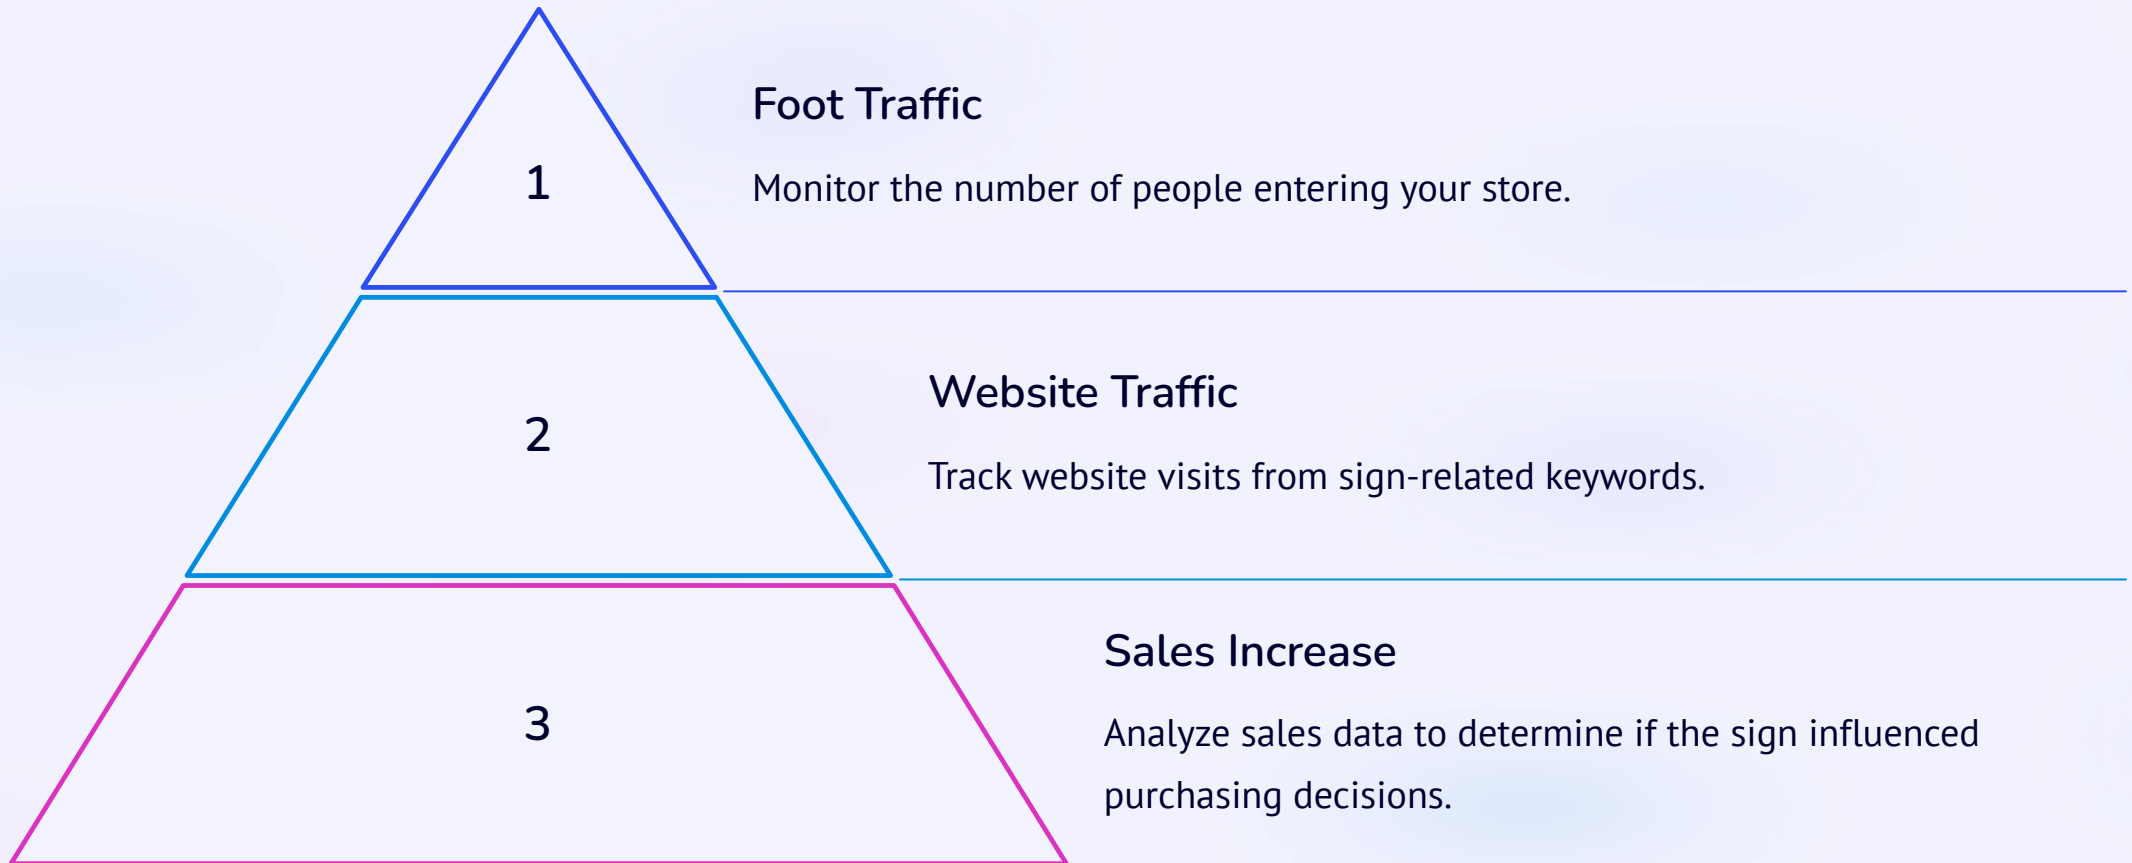 1
Foot Traffic
Monitor the number of people entering your store.
2
Website Traffic
Track website visits from sign-related keywords.
3
Sales Increase
Analyze sales data to determine if the sign influenced
purchasing decisions.